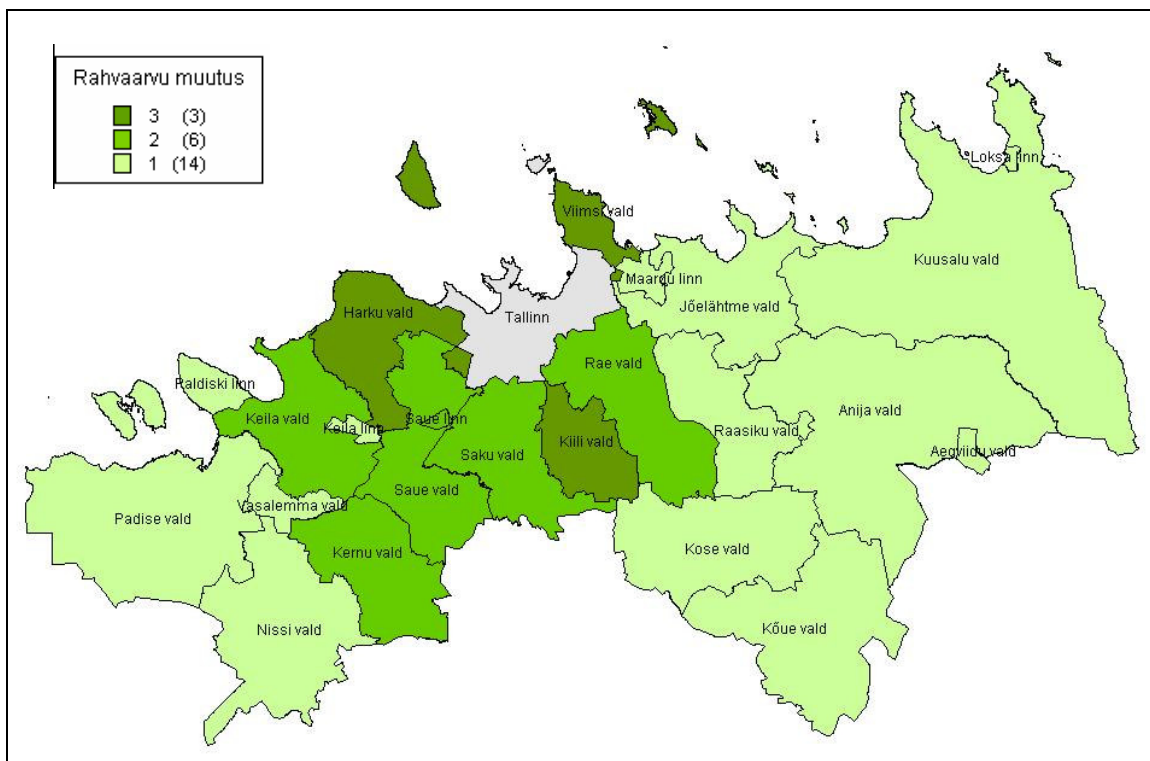 Rahvaarvu muutus
3 (3)
2 (6)
1 (14)
Loksa linn
Viimsi vald
Kuusalu vald
Maardu linn
Jõelähtme vald
Harku vald
Tallinn
Rae vald
Paldiski linn
Keila vald
Saue linn
Keila linn
Anija vald
Raasiku vald
Kiili vald
Saku vald
Aegviidu vald
Saue vald
Vasalemma vald
Padise vald
Kernu vald
Kose vald
Nissi vald
Kõue vald